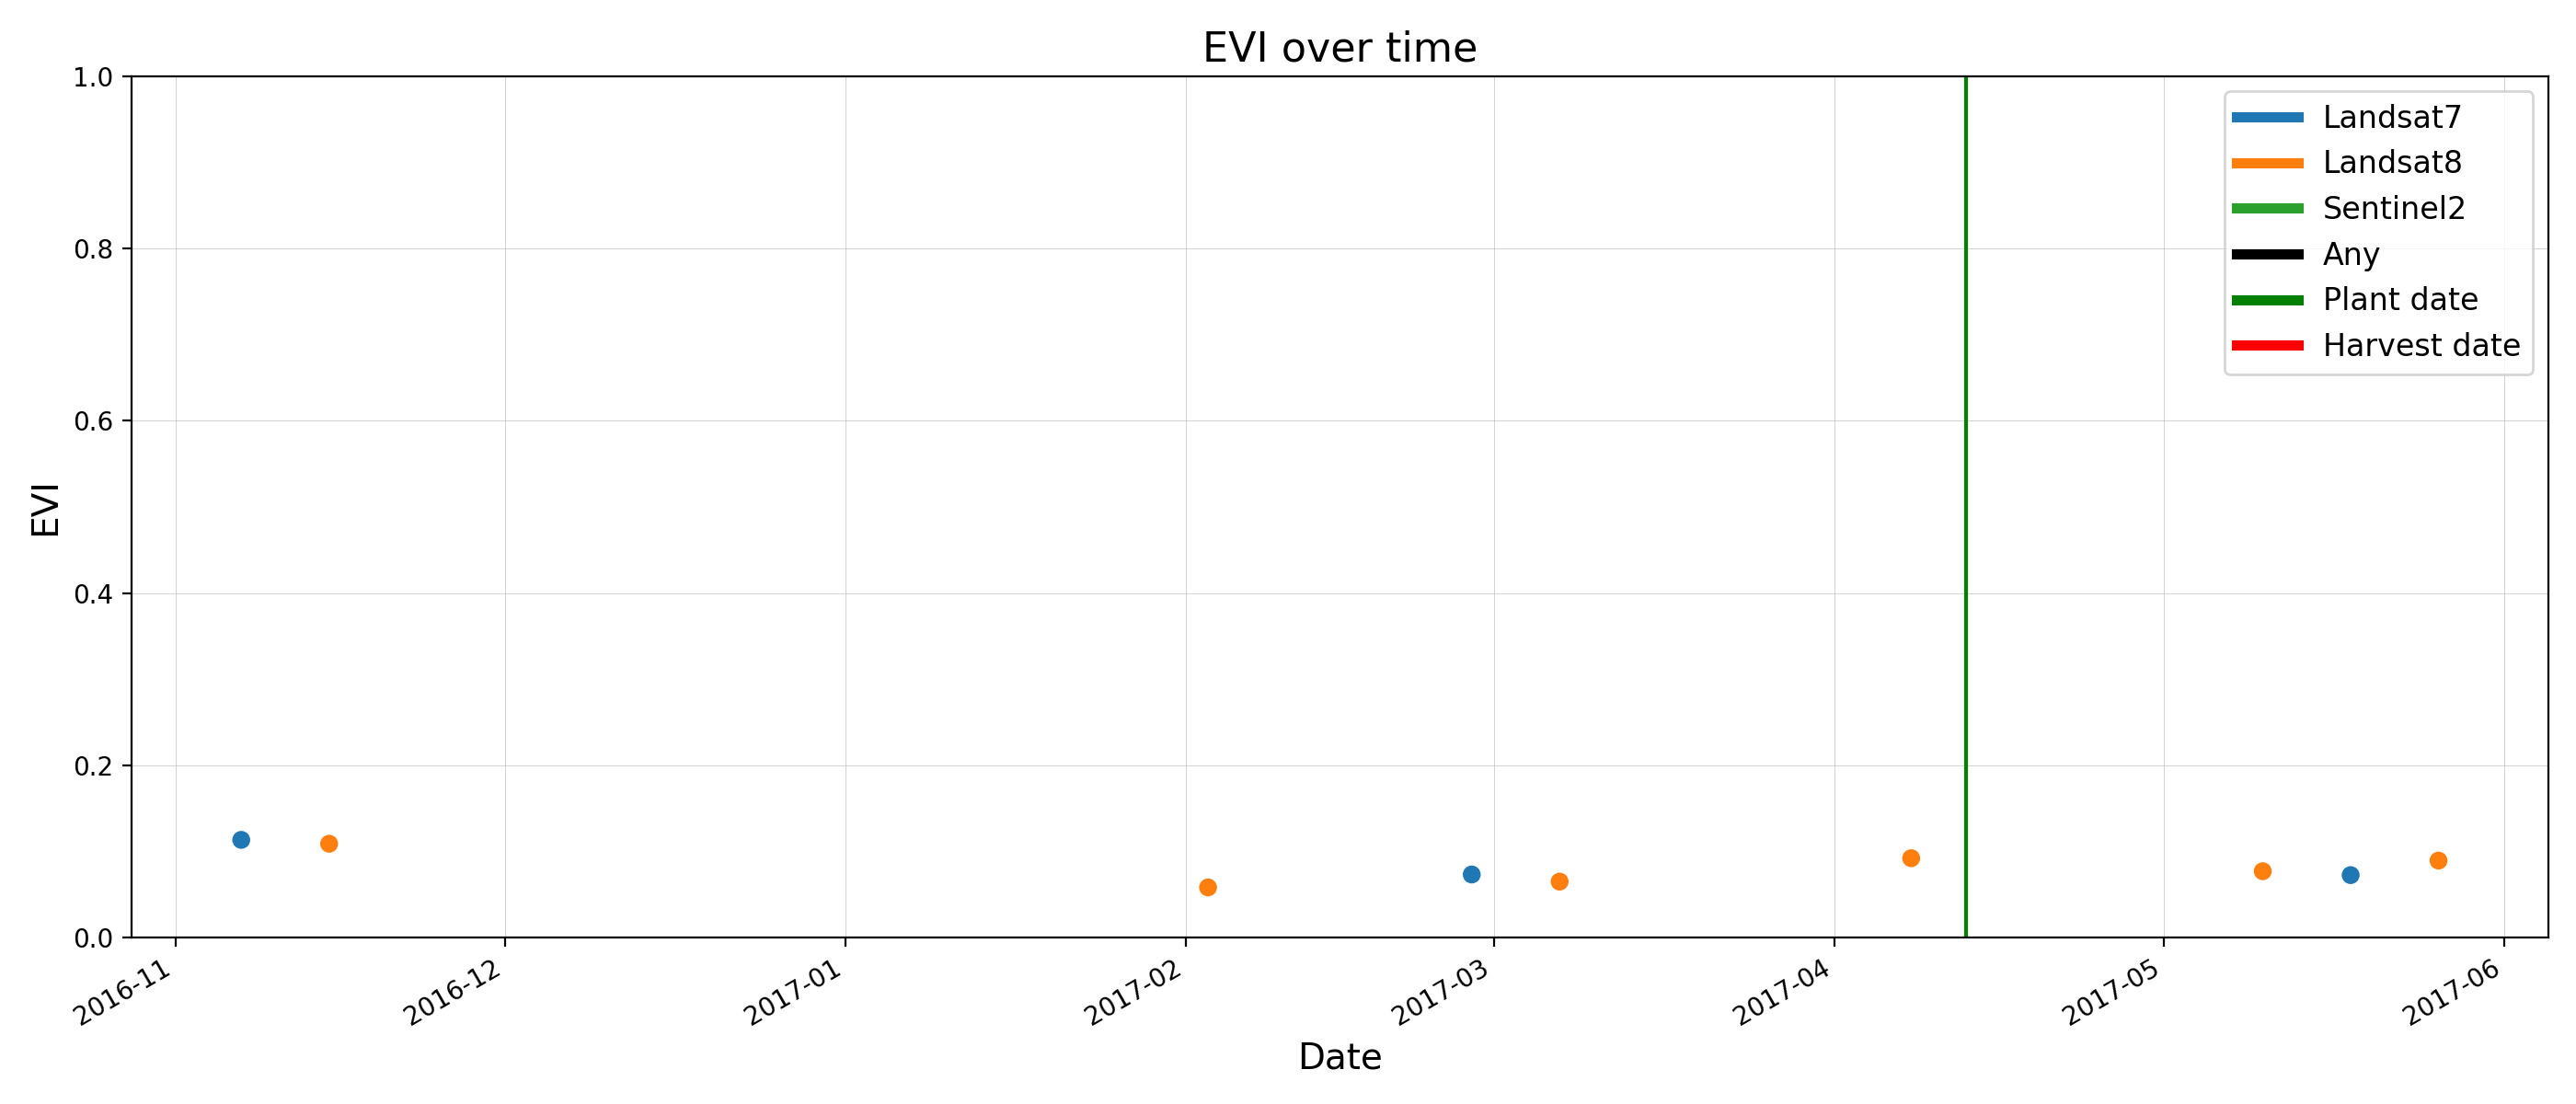 EVI over time
1.0
0.8
0.6
0.4
0.2
0.0
EVI
Landsat7
Landsat8
Sentinel2
Any
Plant date
Harvest date
2016-11
2016-12
2017-01
2017-02
2017-03
2017-04
2017-05
2017-06
Date